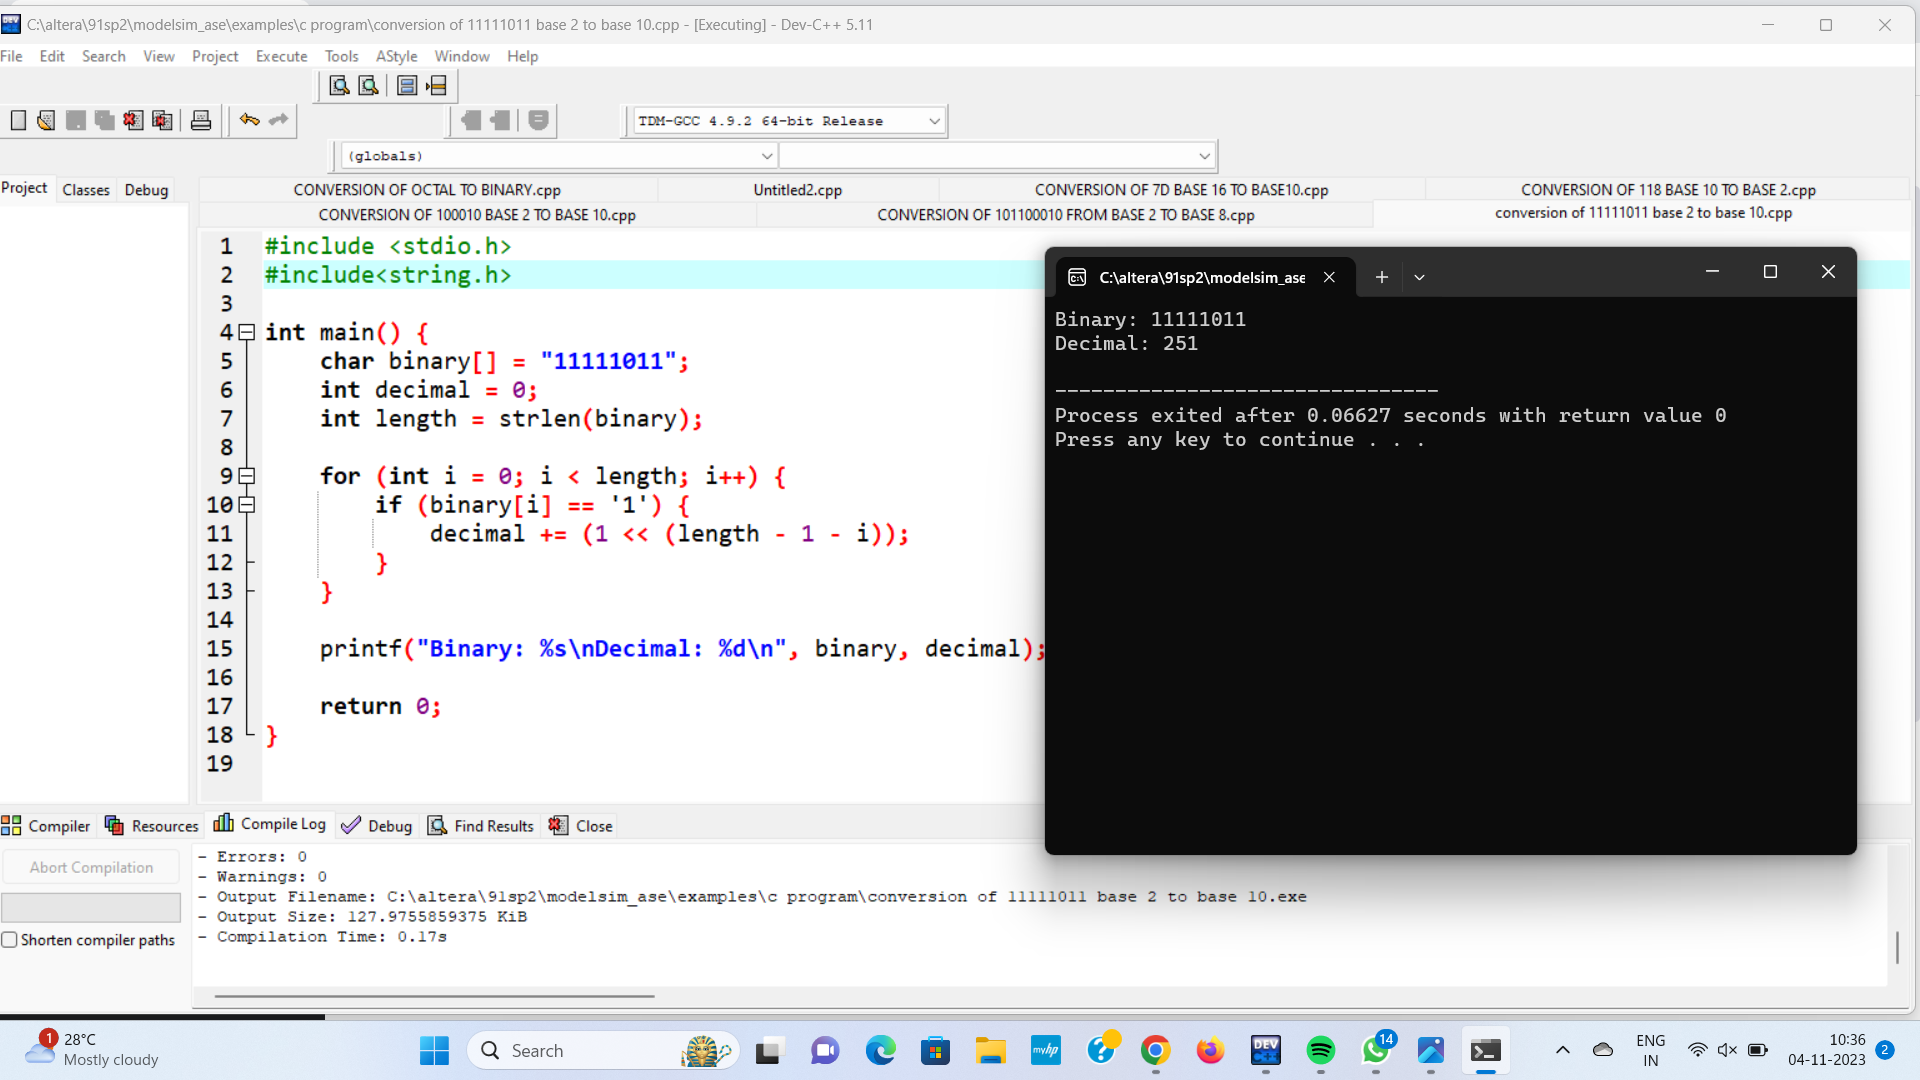 C:\altera\91sp2\modelsim_ase\examples\c program\conversion of 11111011 base 2 to base 10.cpp - [Executing] - Dev-C++ 5.11
File Edit Search View Project Execute Tools AStyle Window Help
TDM-GCC 4.9.2 64-bit Release
(globals)
Project Classes Debug
CONVERSION OF OCTAL TO BINARY.cpp Untitled2.cpp CONVERSION OF 7D BASE 16 TO BASE10.cpp CONVERSION OF 118 BASE 10 TO BASE 2.cpp
CONVERSION OF 100010 BASE 2 TO BASE 10.cpp CONVERSION OF 101100010 FROM BASE 2 TO BASE 8.cpp conversion of 11111011 base 2 to base 10.cpp
1 #include <stdio.h>
2 #include<string.h>
3
4 int main() {
5 char binary[] = "11111011";
6 int decimal = 0;
7 int length = strlen(binary);
8
9 for (int i = 0; i < length; i++) {
10 if (binary[i] == '1') {
11 decimal += (1 << (length - 1 - i));
12 }
13 }
14
15 printf("Binary: %s\nDecimal: %d\n", binary, decimal);
16
17 return 0;
18 }
19
C:\altera\91sp2\modelsim_ase
Binary: 11111011
Decimal: 251
--------------------------------
Process exited after 0.06627 seconds with return value 0
Press any key to continue . . .
Compiler Resources Compile Log Debug Find Results Close
Abort Compilation
Shorten compiler paths
- Errors: 0
- Warnings: 0
- Output Filename: C:\altera\91sp2\modelsim_ase\examples\c program\conversion of 11111011 base 2 to base 10.exe
- Output Size: 127.9755859375 KiB
- Compilation Time: 0.17s
1
28°C
Mostly cloudy
Search
myhp
DEV
C++
14
ENG
IN
10:36
04-11-2023
2